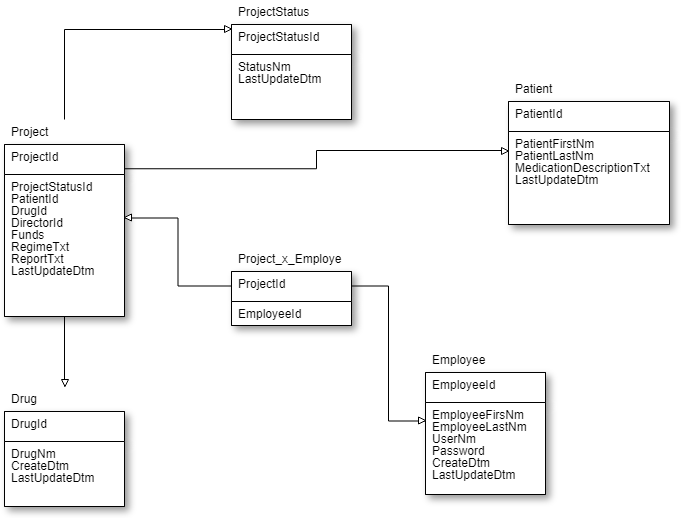 ProjectStatus
ProjectStatusId
StatusNm
LastUpdateDtm
Patient
PatientId
PatientFirstNm
PatientLastNm
MedicationDescriptionTxt
LastUpdateDtm
Project
ProjectId
ProjectStatusId
PatientId
DrugId
DirectorId
Funds
RegimeTxt
ReportTxt
LastUpdateDtm
Project_x_Employe
ProjectId
EmployeeId
Employee
EmployeeId
EmployeeFirsNm
EmployeeLastNm
UserNm
Password
CreateDtm
LastUpdateDtm
Drug
DrugId
DrugNm
CreateDtm
LastUpdateDtm